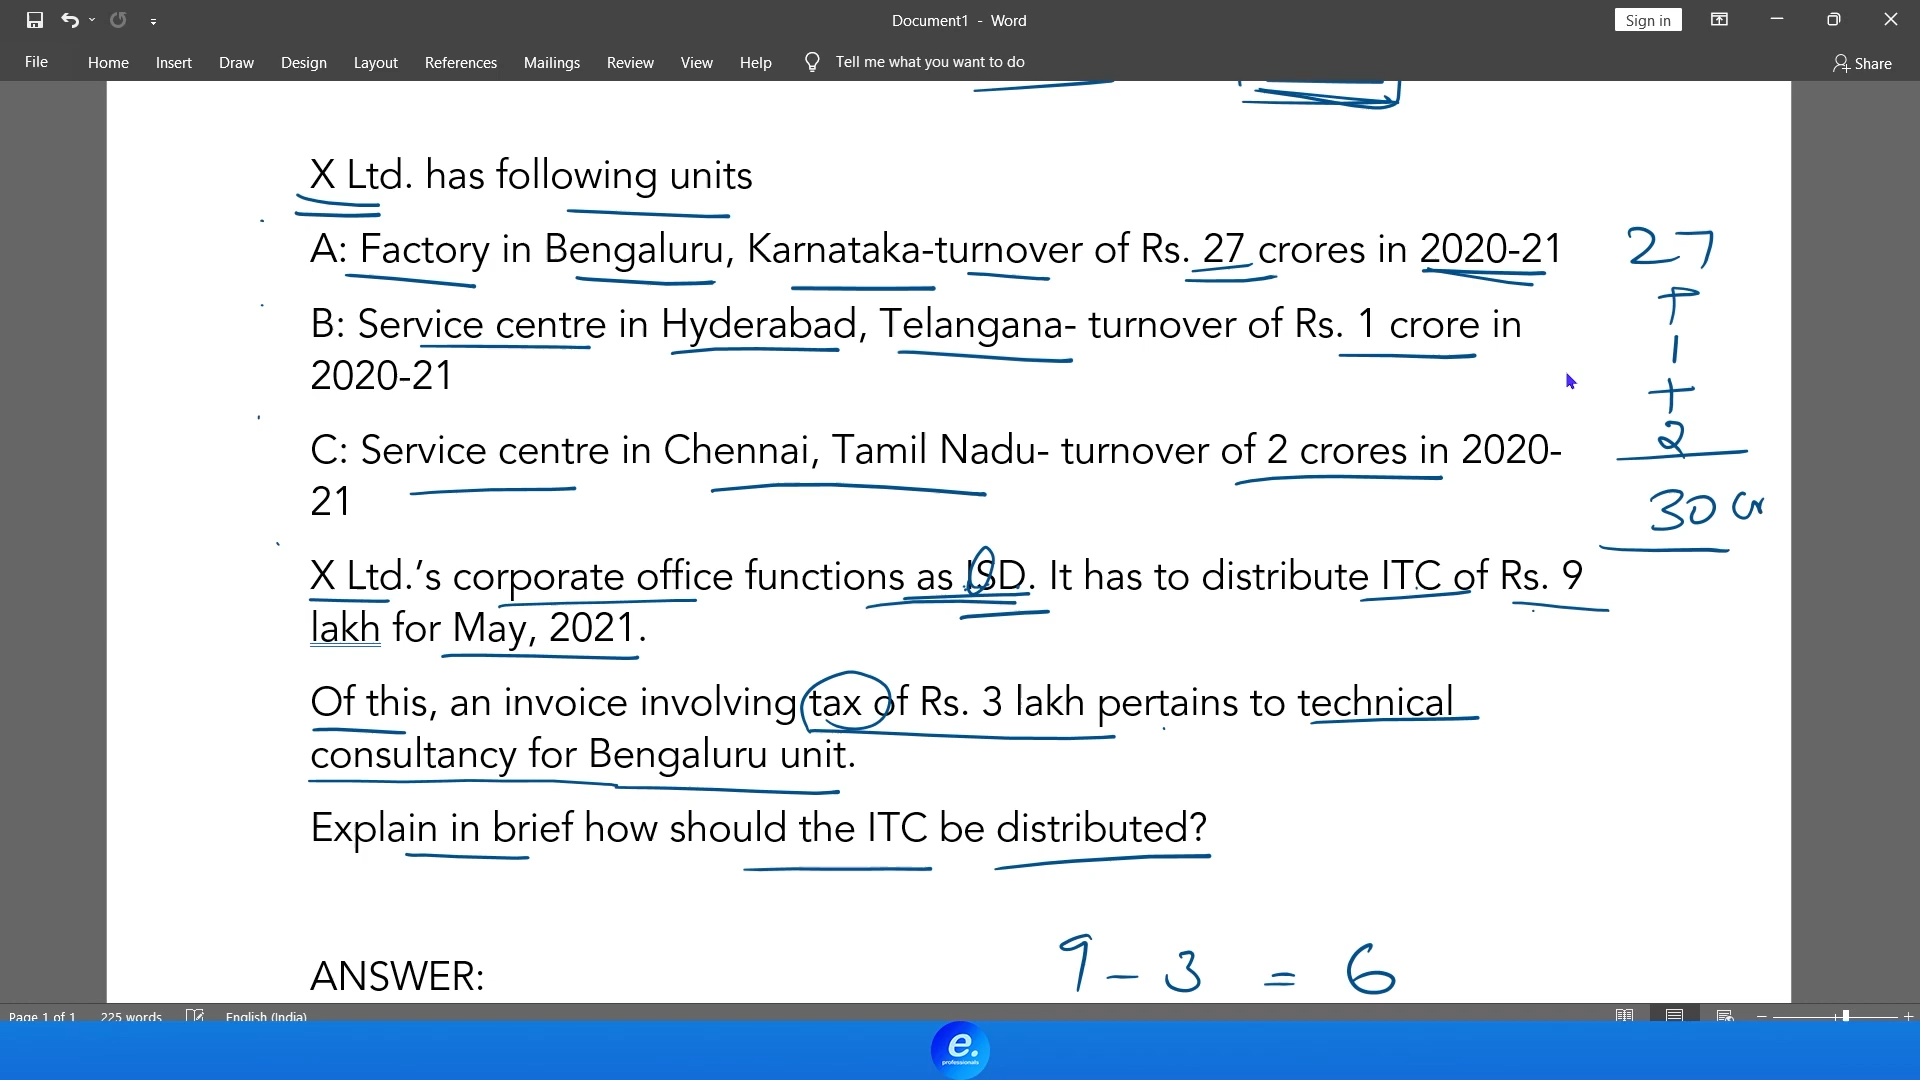 Document1 - Word
Sign in
File Home Insert Draw Design Layout References Mailings Review View Help Tell me what you want to do Share
X Ltd. has following units
A: Factory in Bengaluru, Karnataka-turnover of Rs. 27 crores in 2020-21
B: Service centre in Hyderabad, Telangana- turnover of Rs. 1 crore in
2020-21
C: Service centre in Chennai, Tamil Nadu- turnover of 2 crores in 2020-
21
X Ltd.'s corporate office functions as ISD. It has to distribute ITC of Rs. 9
lakh for May, 2021.
Of this, an invoice involving tax of Rs. 3 lakh pertains to technical
consultancy for Bengaluru unit.
Explain in brief how should the ITC be distributed?
27
+
1
+
2
30 Cr
ANSWER:
9 - 3 = 6
Page 1 of 1 225 words English (India)
e.
professionals